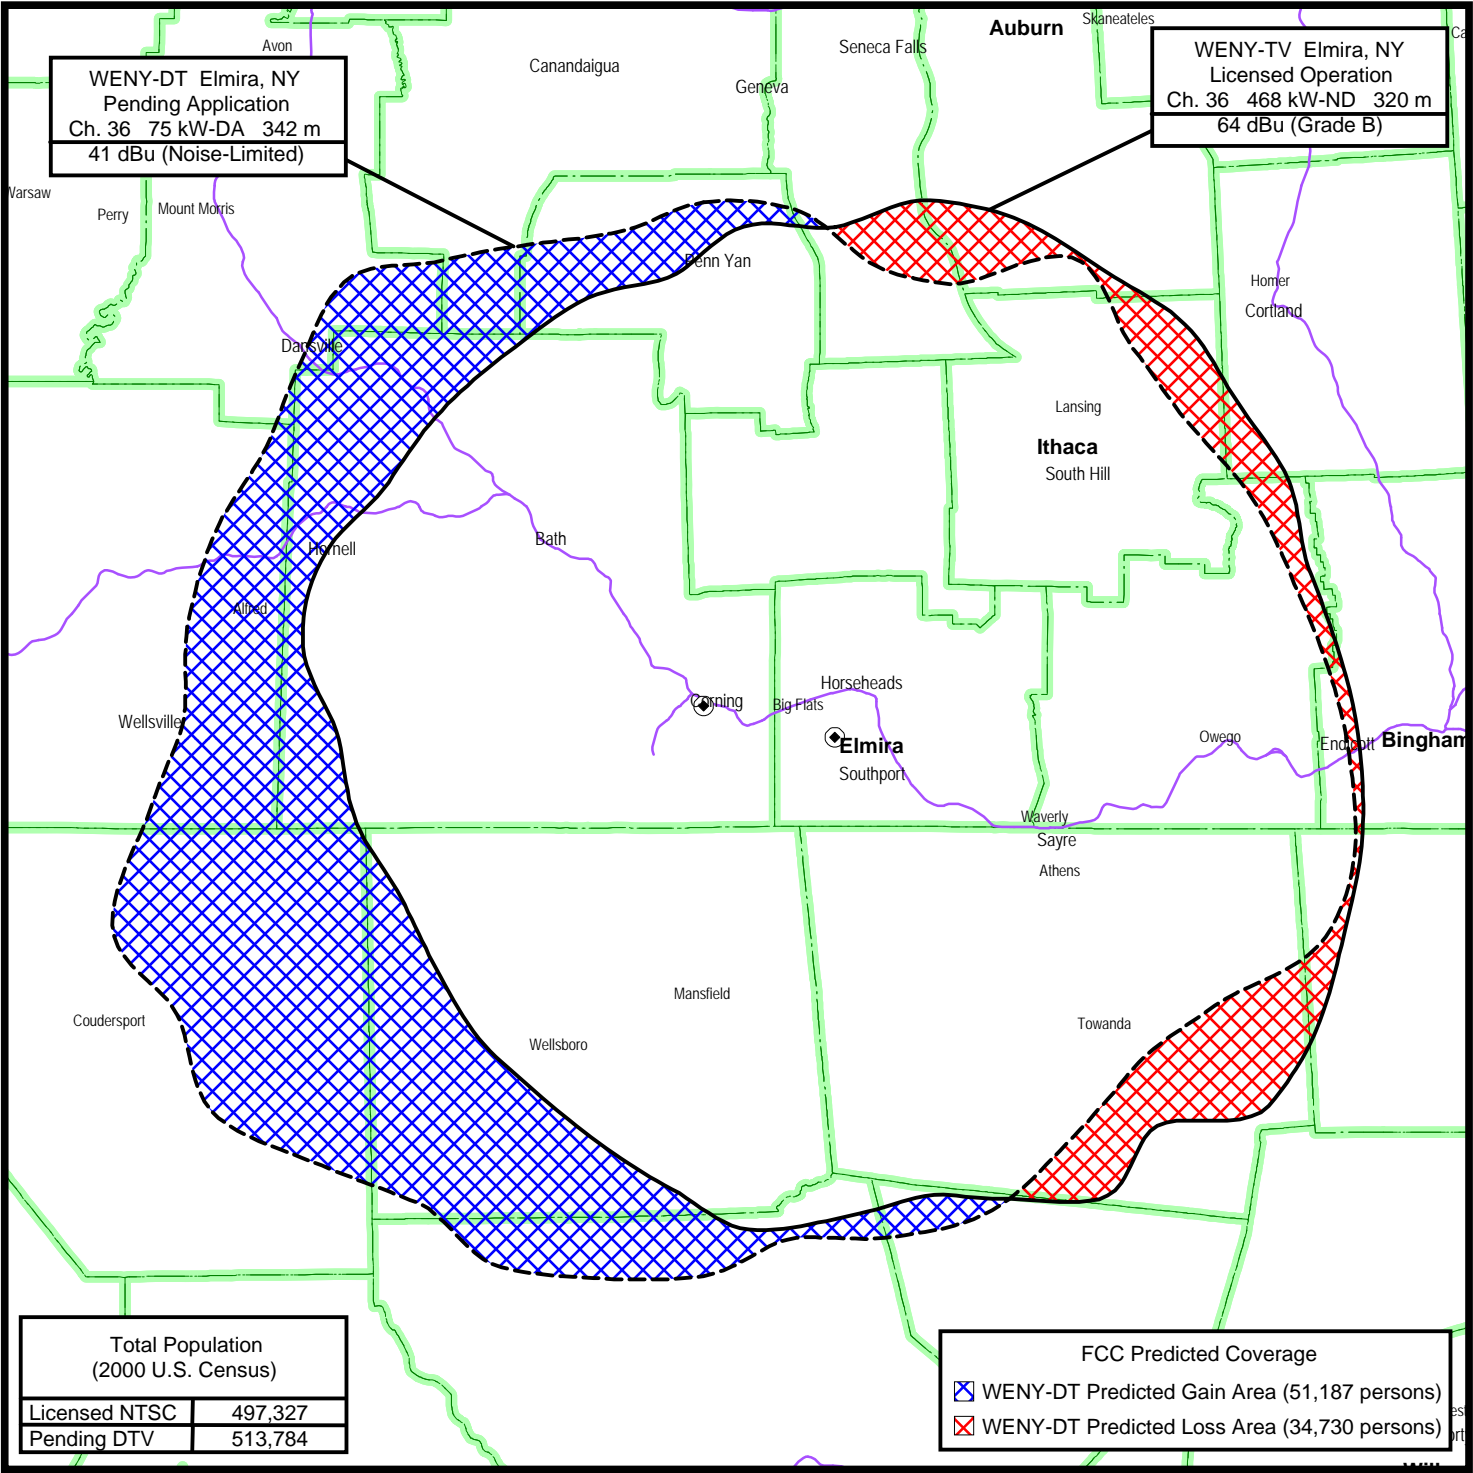 Auburn
Skaneateles
Avon
Seneca Falls
Canandaigua
Geneva
WENY-DT Elmira, NY
Pending Application
Ch. 36 75 kW-DA 342 m
41 dBu (Noise-Limited)
WENY-TV Elmira, NY
Licensed Operation
Ch. 36 468 kW-ND 320 m
64 dBu (Grade B)
Warsaw
Perry
Mount Morris
Penn Yan
Homer
Cortland
Dansville
Lansing
Ithaca
South Hill
Bath
Hornell
Alfred
Horseheads
Corning
Big Flats
Wellsville
Elmira
Southport
Owego
Endicott
Bingham
Waverly
Sayre
Athens
Mansfield
Coudersport
Towanda
Wellsboro
Total Population
(2000 U.S. Census)
Licensed NTSC 497,327
Pending DTV 513,784
FCC Predicted Coverage
WENY-DT Predicted Gain Area (51,187 persons)
WENY-DT Predicted Loss Area (34,730 persons)